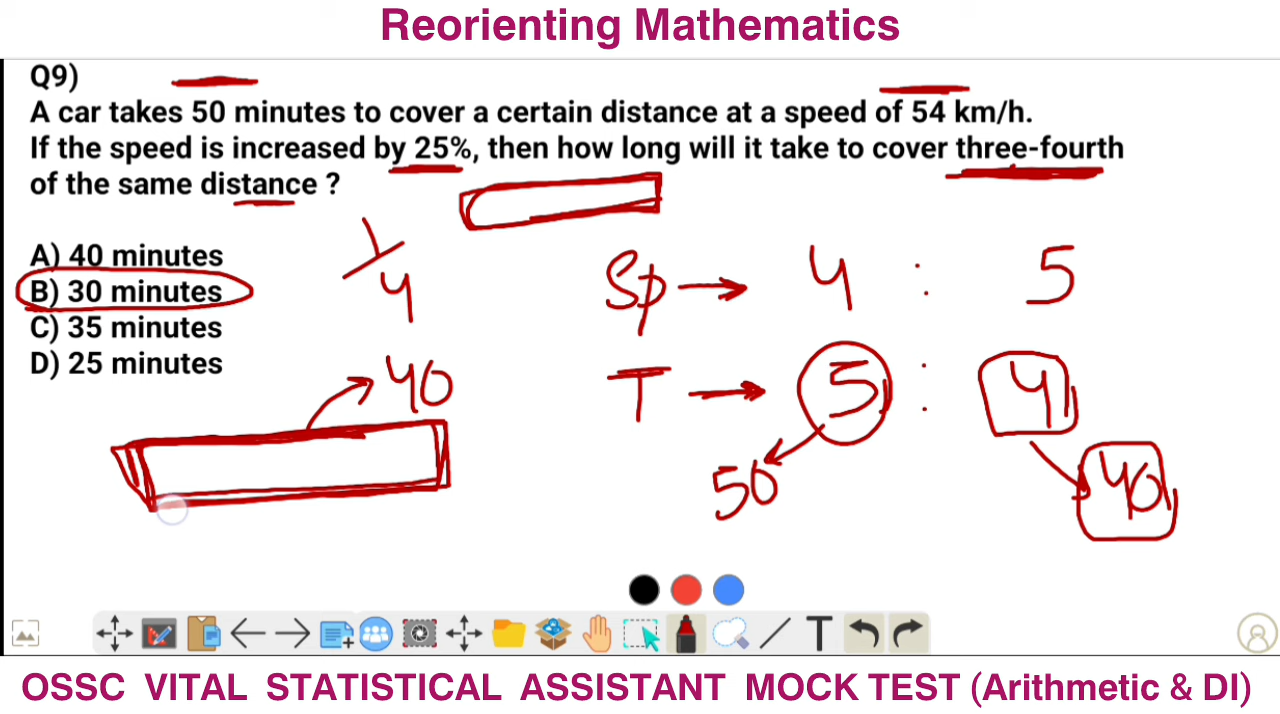 Reorienting Mathematics
Q9)
A car takes 50 minutes to cover a certain distance at a speed of 54 km/h.
If the speed is increased by 25%, then how long will it take to cover three-fourth
of the same distance ?
A) 40 minutes
B) 30 minutes
C) 35 minutes
D) 25 minutes
1/4
40
Sp → 4 : 5
T → 5 : 4
50
40
T
OSSC VITAL STATISTICAL ASSISTANT MOCK TEST (Arithmetic & DI)